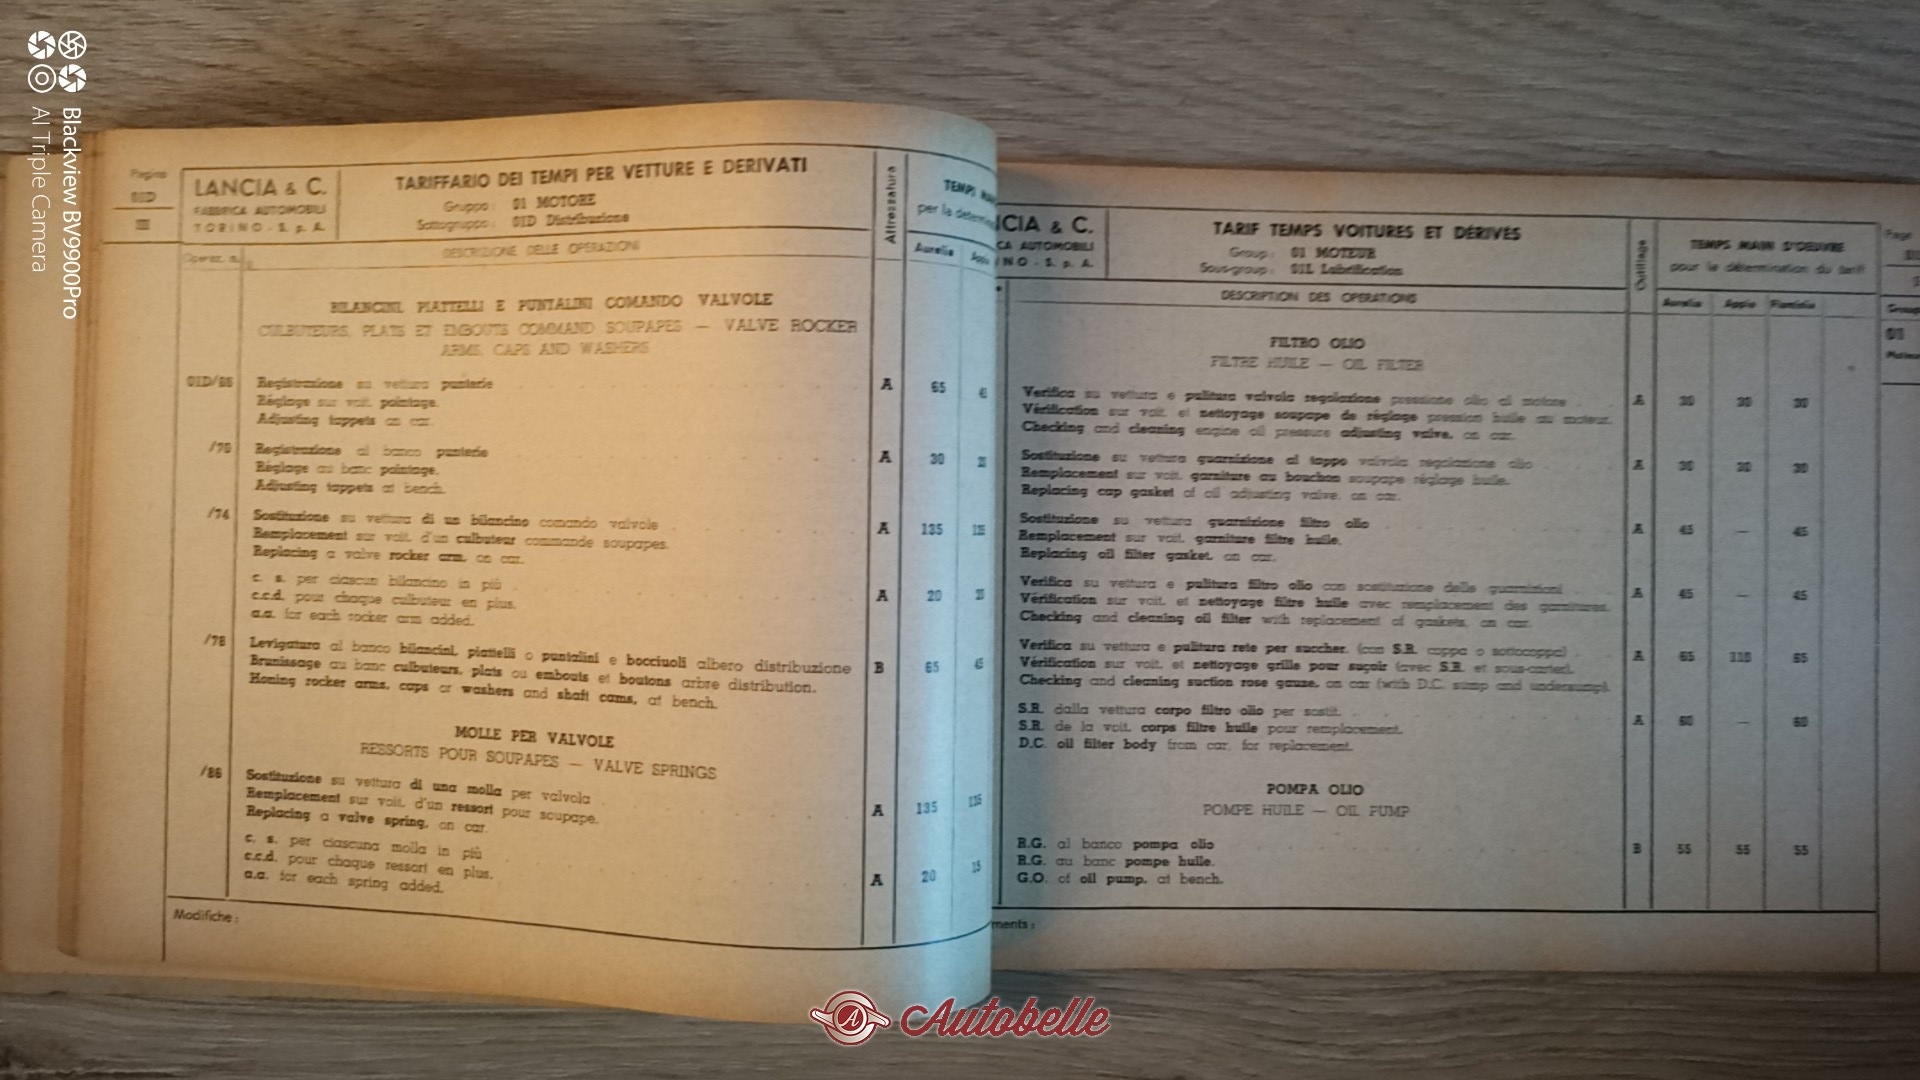 Blackview BV9900Pro
AI Triple Camera
Pagina
01D
LANCIA & C.
FABBRICA AUTOMOBILI
TORINO - S. p. A.
TARIFFARIO DEI TEMPI PER VETTURE E DERIVATI
Gruppo: 01 MOTORE
Sottogruppo: 01D Distribuzione
Attrezzatura
TEMPI
per la
Operaz. n.
DESCRIZIONE DELLE OPERAZIONI
Aurelia Appia
BILANCINI, PIATTELLI E PUNTALINI COMANDO VALVOLE
CULBUTEURS, PLATS ET EMBOUTS COMMAND SOUPAPES — VALVE ROCKER
ARMS, CAPS AND WASHERS
01D/66 Registrazione su vettura punterie A 65
Réglage sur voit. pointage.
Adjusting tappets on car.
/70 Registrazione al banco punterie A 30
Réglage au banc pointage.
Adjusting tappets at bench.
/74 Sostituzione su vettura di un bilancino comando valvole A 135
Remplacement sur voit. d'un culbuteur commande soupapes.
Replacing a valve rocker arm, on car.
c. s. per ciascun bilancino in più A 20
c.c.d. pour chaque culbuteur en plus.
a.a. for each rocker arm added.
/78 Levigatura al banco bilancini, piattelli o puntalini e bocciuoli albero distribuzione B 65 45
Brunissage au banc culbuteurs, plats ou embouts et boutons arbre distribution.
Honing rocker arms, caps or washers and shaft cams, at bench.
MOLLE PER VALVOLE
RESSORTS POUR SOUPAPES — VALVE SPRINGS
/86 Sostituzione su vettura di una molla per valvola A 135
Remplacement sur voit. d'un ressort pour soupape.
Replacing a valve spring, on car.
c. s. per ciascuna molla in più A 20 15
c.c.d. pour chaque ressort en plus.
a.a. for each spring added.
Modifiche:
NCIA & C.
CA AUTOMOBILI
INO - S. p. A.
TARIF TEMPS VOITURES ET DÉRIVÉS
Group: 01 MOTEUR
Sous-group: 01L Lubrification
Outillage
TEMPS MAIN D'OEUVRE
pour la détermination du tarif
DESCRIPTION DES OPERATIONS
Aurelia Appia Flaminia
FILTRO OLIO
FILTRE HUILE — OIL FILTER
Verifica su vettura e pulitura valvola regolazione pressione olio al motore A 30 30 30
Vérification sur voit. et nettoyage soupape de réglage pression huile au moteur.
Checking and cleaning engine oil pressure adjusting valve, on car.
Sostituzione su vettura guarnizione al tappo valvola regolazione olio A 30 30 30
Remplacement sur voit. garniture au bouchon soupape réglage huile.
Replacing cap gasket of oil adjusting valve, on car.
Sostituzione su vettura guarnizione filtro olio A 45 — 45
Remplacement sur voit. garniture filtre huile.
Replacing oil filter gasket, on car.
Verifica su vettura e pulitura filtro olio con sostituzione delle guarnizioni A 45 — 45
Vérification sur voit. et nettoyage filtre huile avec remplacement des garnitures.
Checking and cleaning oil filter with replacement of gaskets, on car.
Verifica su vettura e pulitura rete per succher. (con S.R. coppa o sottocoppa) A 65 110 65
Vérification sur voit. et nettoyage grille pour suçoir (avec S.R. et sous-carter).
Checking and cleaning suction rose gauze, on car (with D.C. sump and undersump).
S.R. dalla vettura corpo filtro olio per sostit. A 60 — 60
S.R. de la voit. corps filtre huile pour remplacement.
D.C. oil filter body from car, for replacement.
POMPA OLIO
POMPE HUILE — OIL PUMP
R.G. al banco pompa olio B 55 55 55
R.G. au banc pompe huile.
G.O. of oil pump, at bench.
ments:
Page
01
A Autobelle